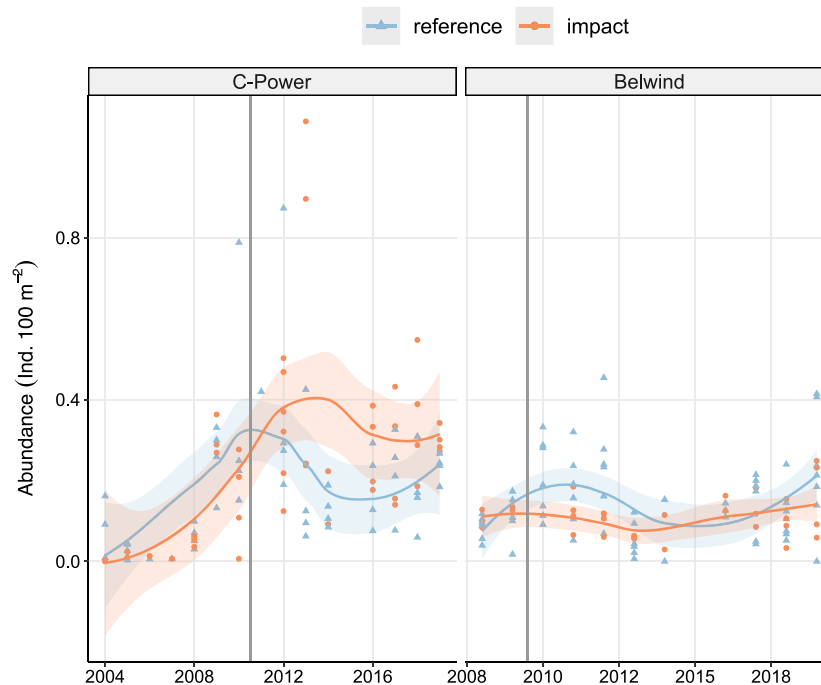 reference impact
C-Power Belwind
Abundance (Ind. 100 m⁻²)
0.8
0.4
0.0
2004 2008 2012 2016 2008 2010 2012 2015 2018